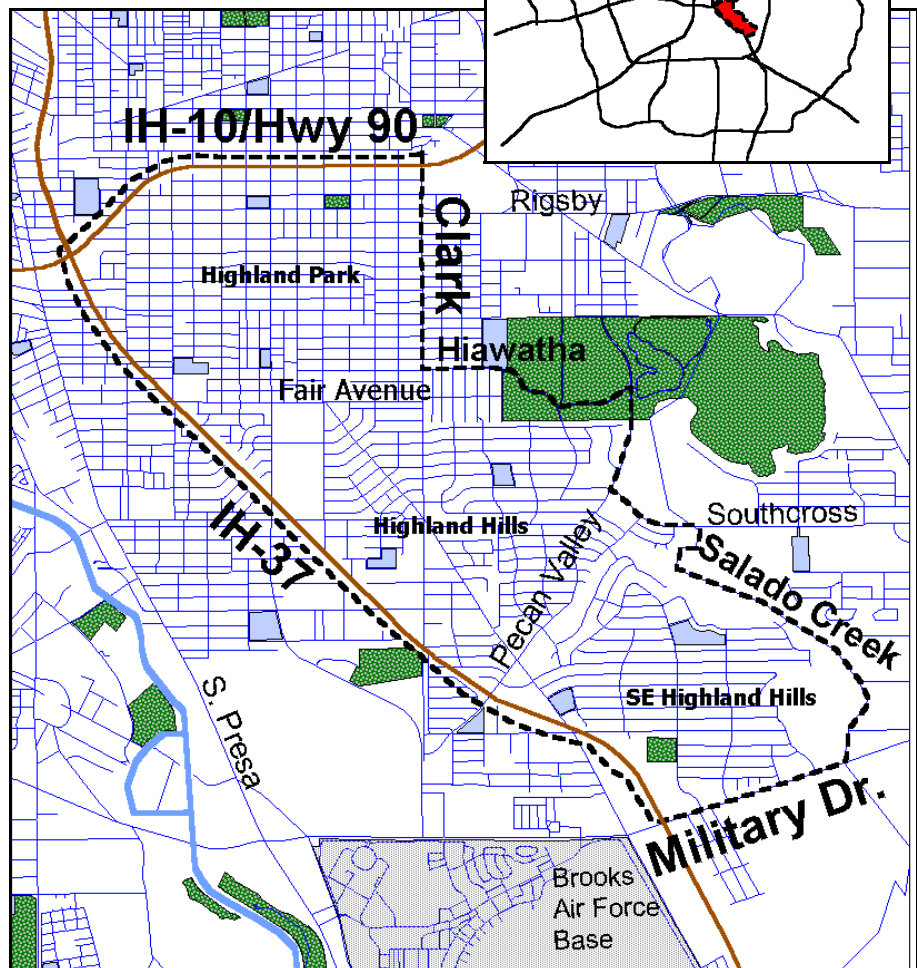 IH-10/Hwy 90
Rigsby
Clark
Highland Park
Hiawatha
Fair Avenue
IH-37
Highland Hills
Southcross
Pecan Valley
Salado Creek
S. Presa
SE Highland Hills
Military Dr.
Brooks
Air Force
Base